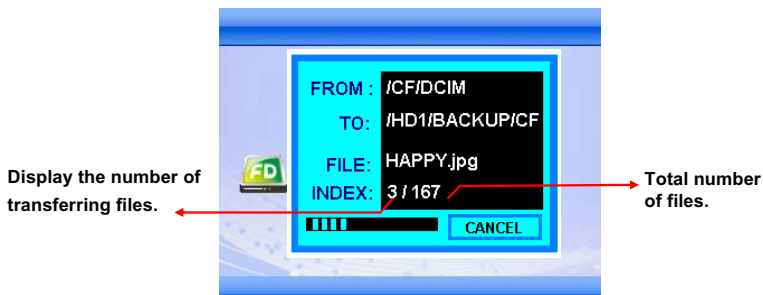 FROM : /CF/DCIM
TO: /HD1/BACKUP/CF
FD
FILE: HAPPY.jpg
INDEX: 3 / 167
CANCEL
Display the number of
transferring files.
Total number
of files.